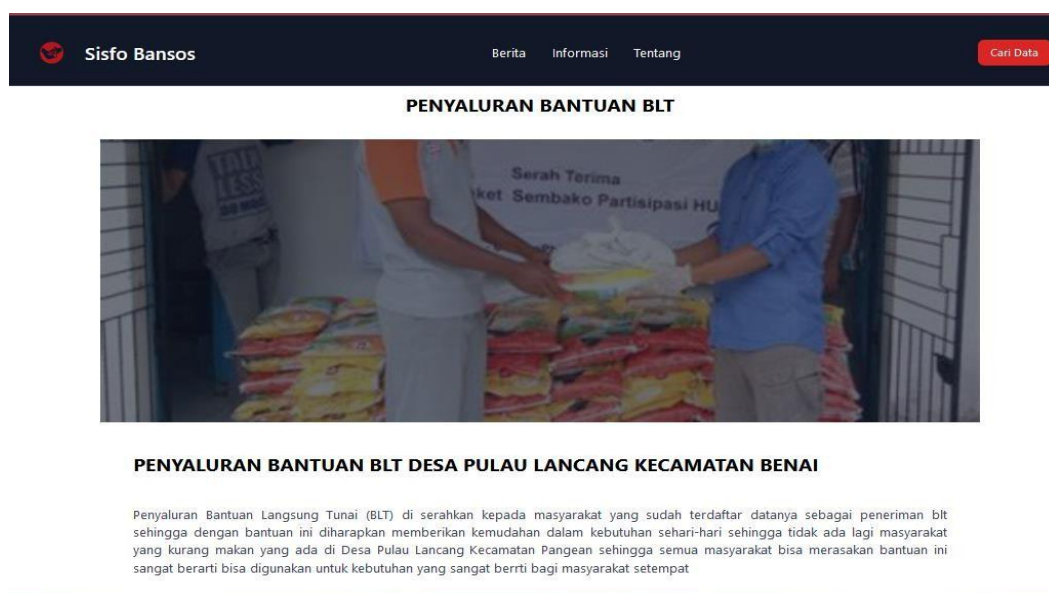 Sisfo Bansos
Berita Informasi Tentang
Cari Data
PENYALURAN BANTUAN BLT
Serah Terima
ket Sembako Partisipasi HU
PENYALURAN BANTUAN BLT DESA PULAU LANCANG KECAMATAN BENAI
Penyaluran Bantuan Langsung Tunai (BLT) di serahkan kepada masyarakat yang sudah terdaftar datanya sebagai peneriman blt
sehingga dengan bantuan ini diharapkan memberikan kemudahan dalam kebutuhan sehari-hari sehingga tidak ada lagi masyarakat
yang kurang makan yang ada di Desa Pulau Lancang Kecamatan Pangean sehingga semua masyarakat bisa merasakan bantuan ini
sangat berarti bisa digunakan untuk kebutuhan yang sangat berrti bagi masyarakat setempat